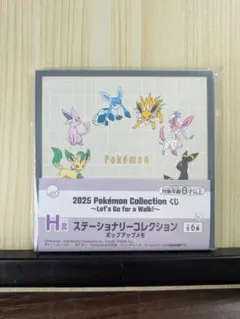 Pokémon
対象年齢8才以上
2025 Pokémon Collection くじ
~Let's Go for a Walk!~
H賞 ステーショナリーコレクション 全6種
ポップアップメモ